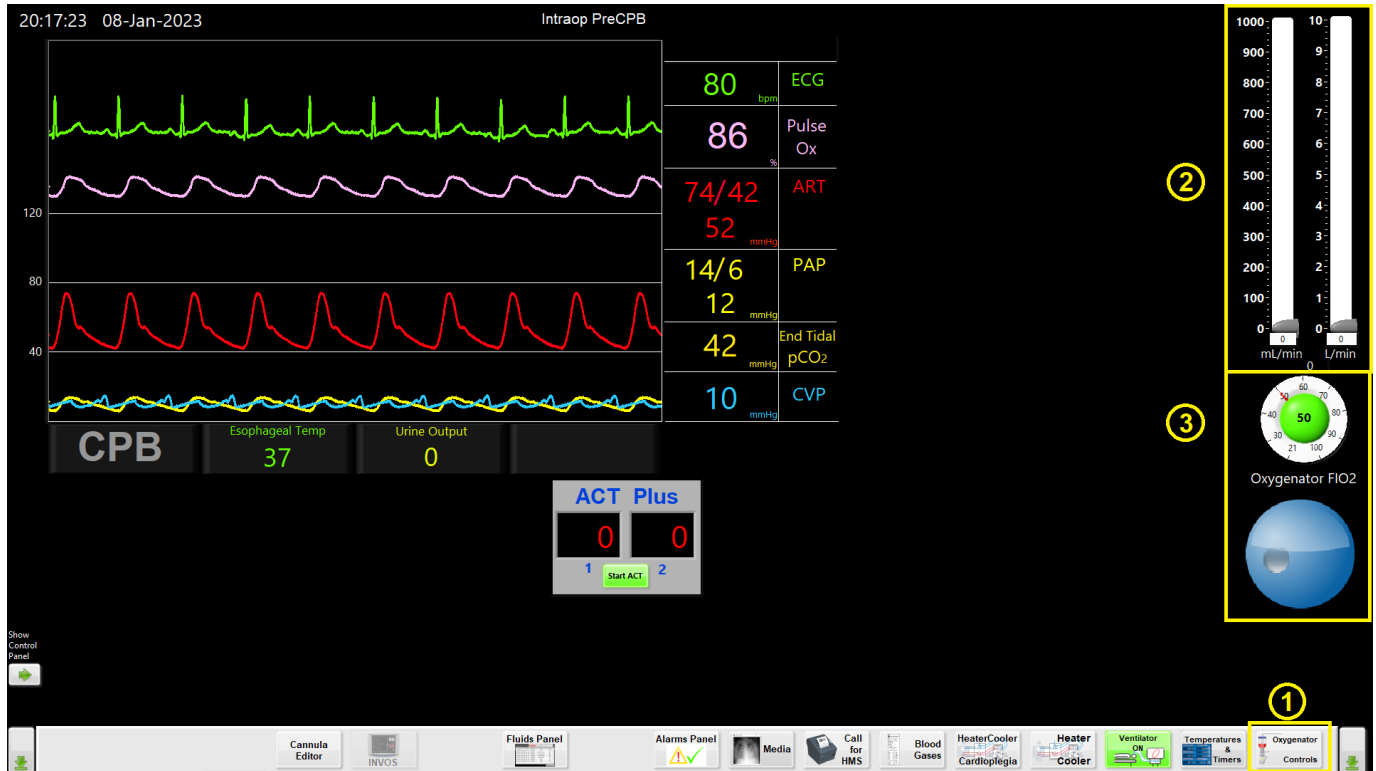 20:17:23 08-Jan-2023
Intraop PreCPB
120
80
40
80 bpm ECG
86 % Pulse Ox
74/42 ART
52 mmHg
14/6 PAP
12 mmHg
42 mmHg End Tidal pCO2
10 mmHg CVP
CPB
Esophageal Temp
37
Urine Output
0
ACT Plus
0 0
1 Start ACT 2
2
1000 10
900 9
800 8
700 7
600 6
500 5
400 4
300 3
200 2
100 1
0 0
0 0
mL/min L/min
0
3
60
50 70
40 50 80
30 90
21 100
Oxygenator FIO2
Show
Control
Panel
1
Cannula
Editor
INVOS
Fluids Panel
Alarms Panel
Media
Call
for
HMS
Blood
Gases
HeaterCooler
Cardioplegia
Heater
Cooler
Ventilator
ON
Temperatures
&
Timers
Oxygenator
Controls